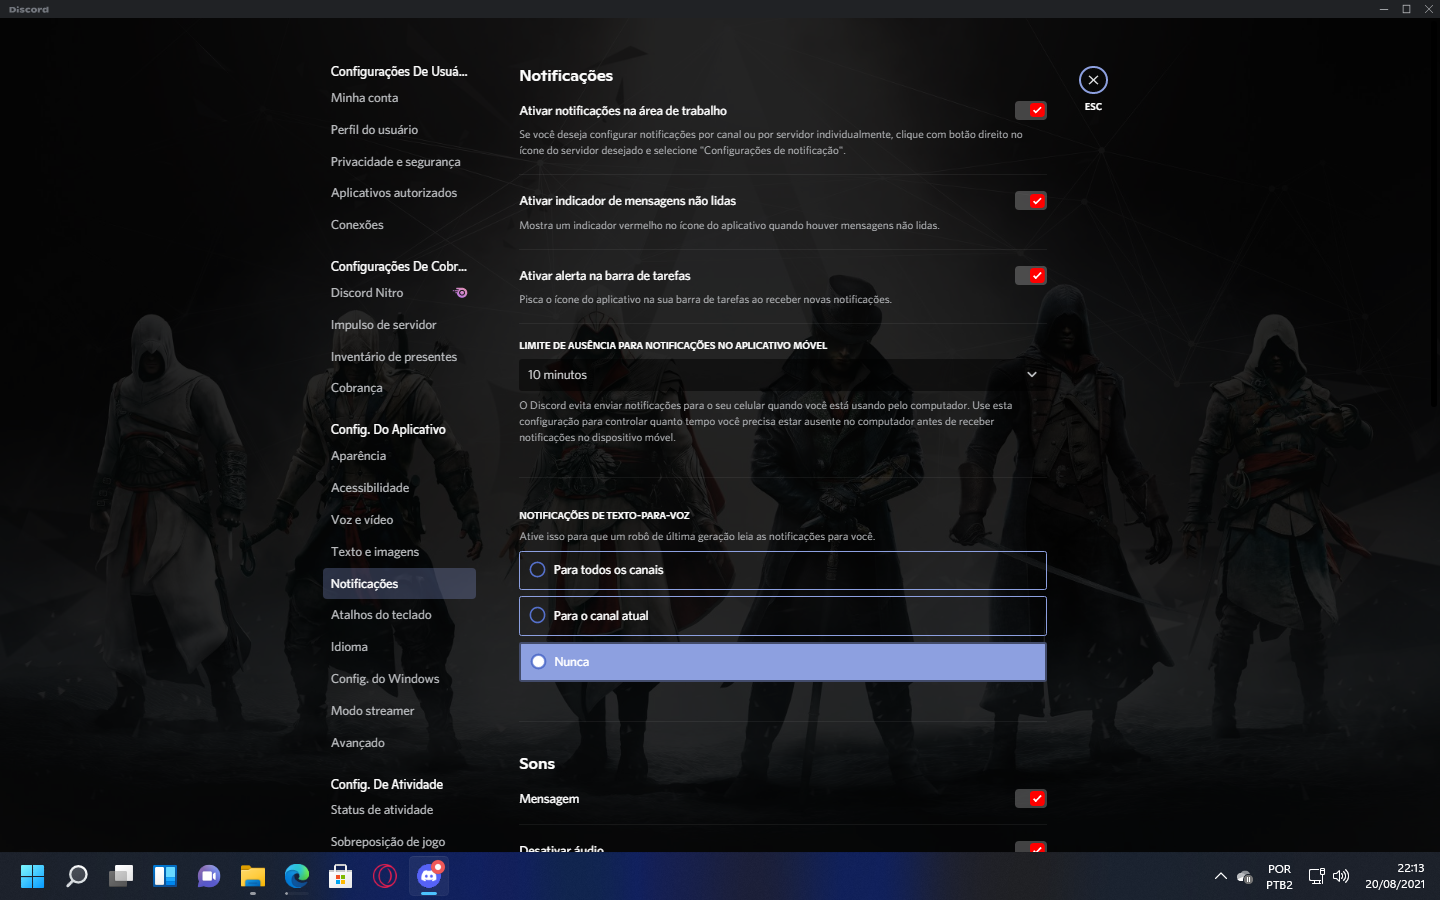 Discord
Configurações De Usuá...
Minha conta
Perfil do usuário
Privacidade e segurança
Aplicativos autorizados
Conexões
Configurações De Cobr...
Discord Nitro
Impulso de servidor
Inventário de presentes
Cobrança
Config. Do Aplicativo
Aparência
Acessibilidade
Voz e vídeo
Texto e imagens
Notificações
Atalhos do teclado
Idioma
Config. do Windows
Modo streamer
Avançado
Config. De Atividade
Status de atividade
Sobreposição de jogo
Notificações
Ativar notificações na área de trabalho
Se você deseja configurar notificações por canal ou por servidor individualmente, clique com botão direito no
ícone do servidor desejado e selecione "Configurações de notificação".
Ativar indicador de mensagens não lidas
Mostra um indicador vermelho no ícone do aplicativo quando houver mensagens não lidas.
Ativar alerta na barra de tarefas
Pisca o ícone do aplicativo na sua barra de tarefas ao receber novas notificações.
LIMITE DE AUSÊNCIA PARA NOTIFICAÇÕES NO APLICATIVO MÓVEL
10 minutos
O Discord evita enviar notificações para o seu celular quando você está usando pelo computador. Use esta
configuração para controlar quanto tempo você precisa estar ausente no computador antes de receber
notificações no dispositivo móvel.
NOTIFICAÇÕES DE TEXTO-PARA-VOZ
Ative isso para que um robô de última geração leia as notificações para você.
Para todos os canais
Para o canal atual
Nunca
Sons
Mensagem
Desativar áudio
ESC
POR
PTB2
22:13
20/08/2021